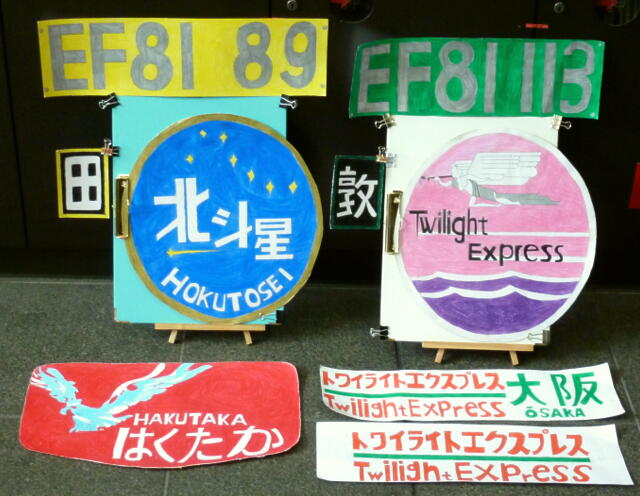 EF81 89
EF81 113
田
北斗星
HOKUTOSEI
敦
Twilight
Express
HAKUTAKA
はくたか
トワイライトエクスプレス
TwilightExPress
大阪
ōSAKA
トワイライトエクスプレス
TwilightExPress